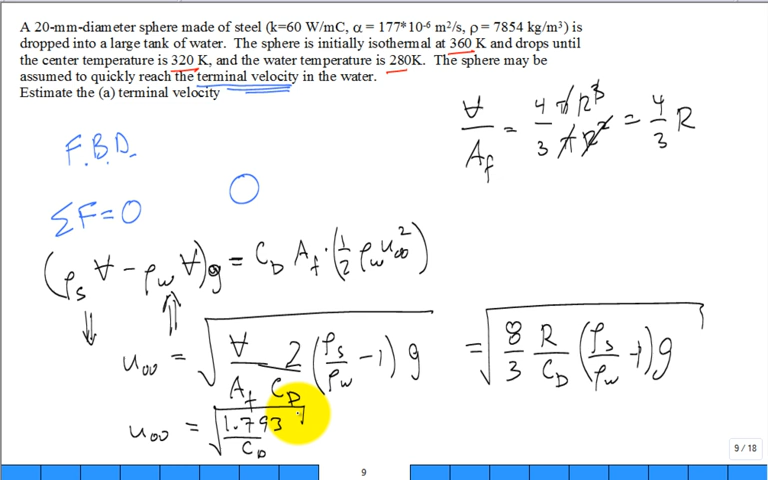 A 20-mm-diameter sphere made of steel (k=60 W/mC, α = 177*10⁻⁶ m²/s, ρ = 7854 kg/m³) is
dropped into a large tank of water.  The sphere is initially isothermal at 360 K and drops until
the center temperature is 320 K, and the water temperature is 280K.  The sphere may be
assumed to quickly reach the terminal velocity in the water.
Estimate the (a) terminal velocity
V/A_f = 4/3 πR³/πR² = 4/3 R
F.B.D.
ΣF=0
(ρ_s V - ρ_w V)g = C_D A_f · (1/2 ρ_w u_∞²)
u_∞ = √(V/A_f 2/C_D (ρ_s/ρ_w - 1) g) = √(8/3 R/C_D (ρ_s/ρ_w - 1) g)
u_∞ = √(1.793/C_D)
9 / 18
9